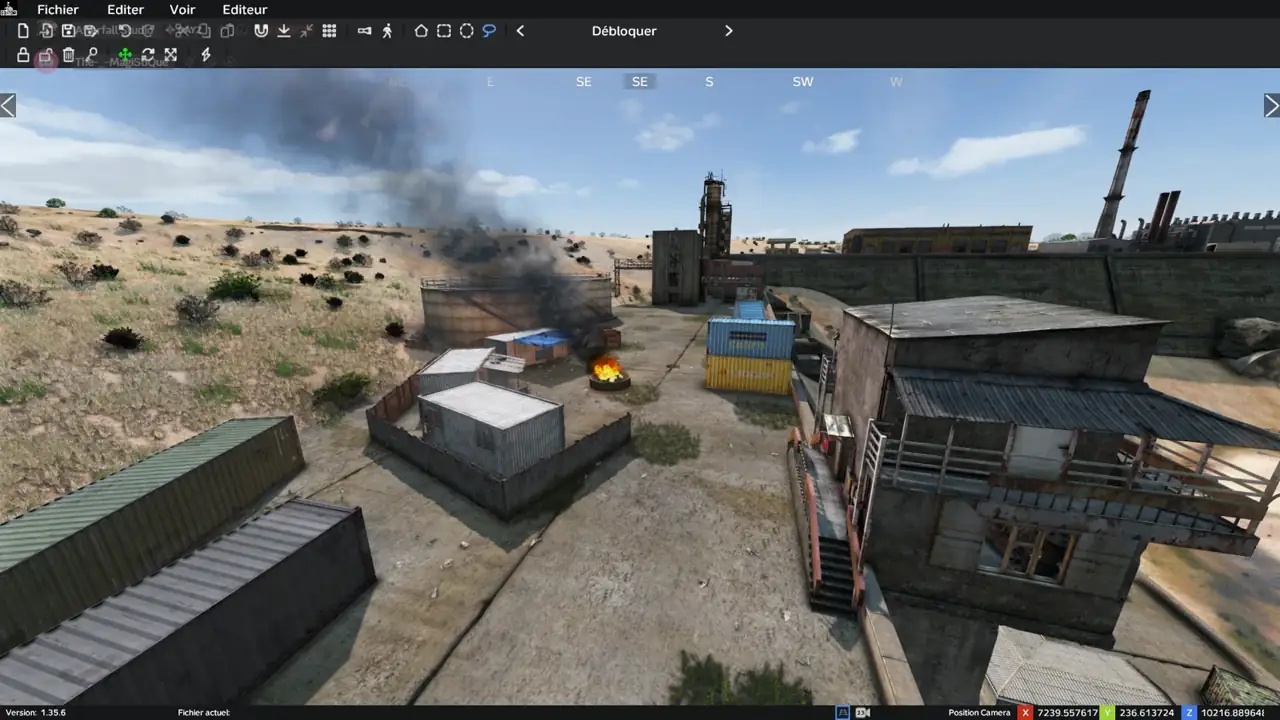 Fichier Editer Voir Editeur
Débloquer
E SE SE S SW W
Version: 1.35.6 Fichier actuel: Position Camera X 7239.557617 Y 236.613724 Z 10216.88964